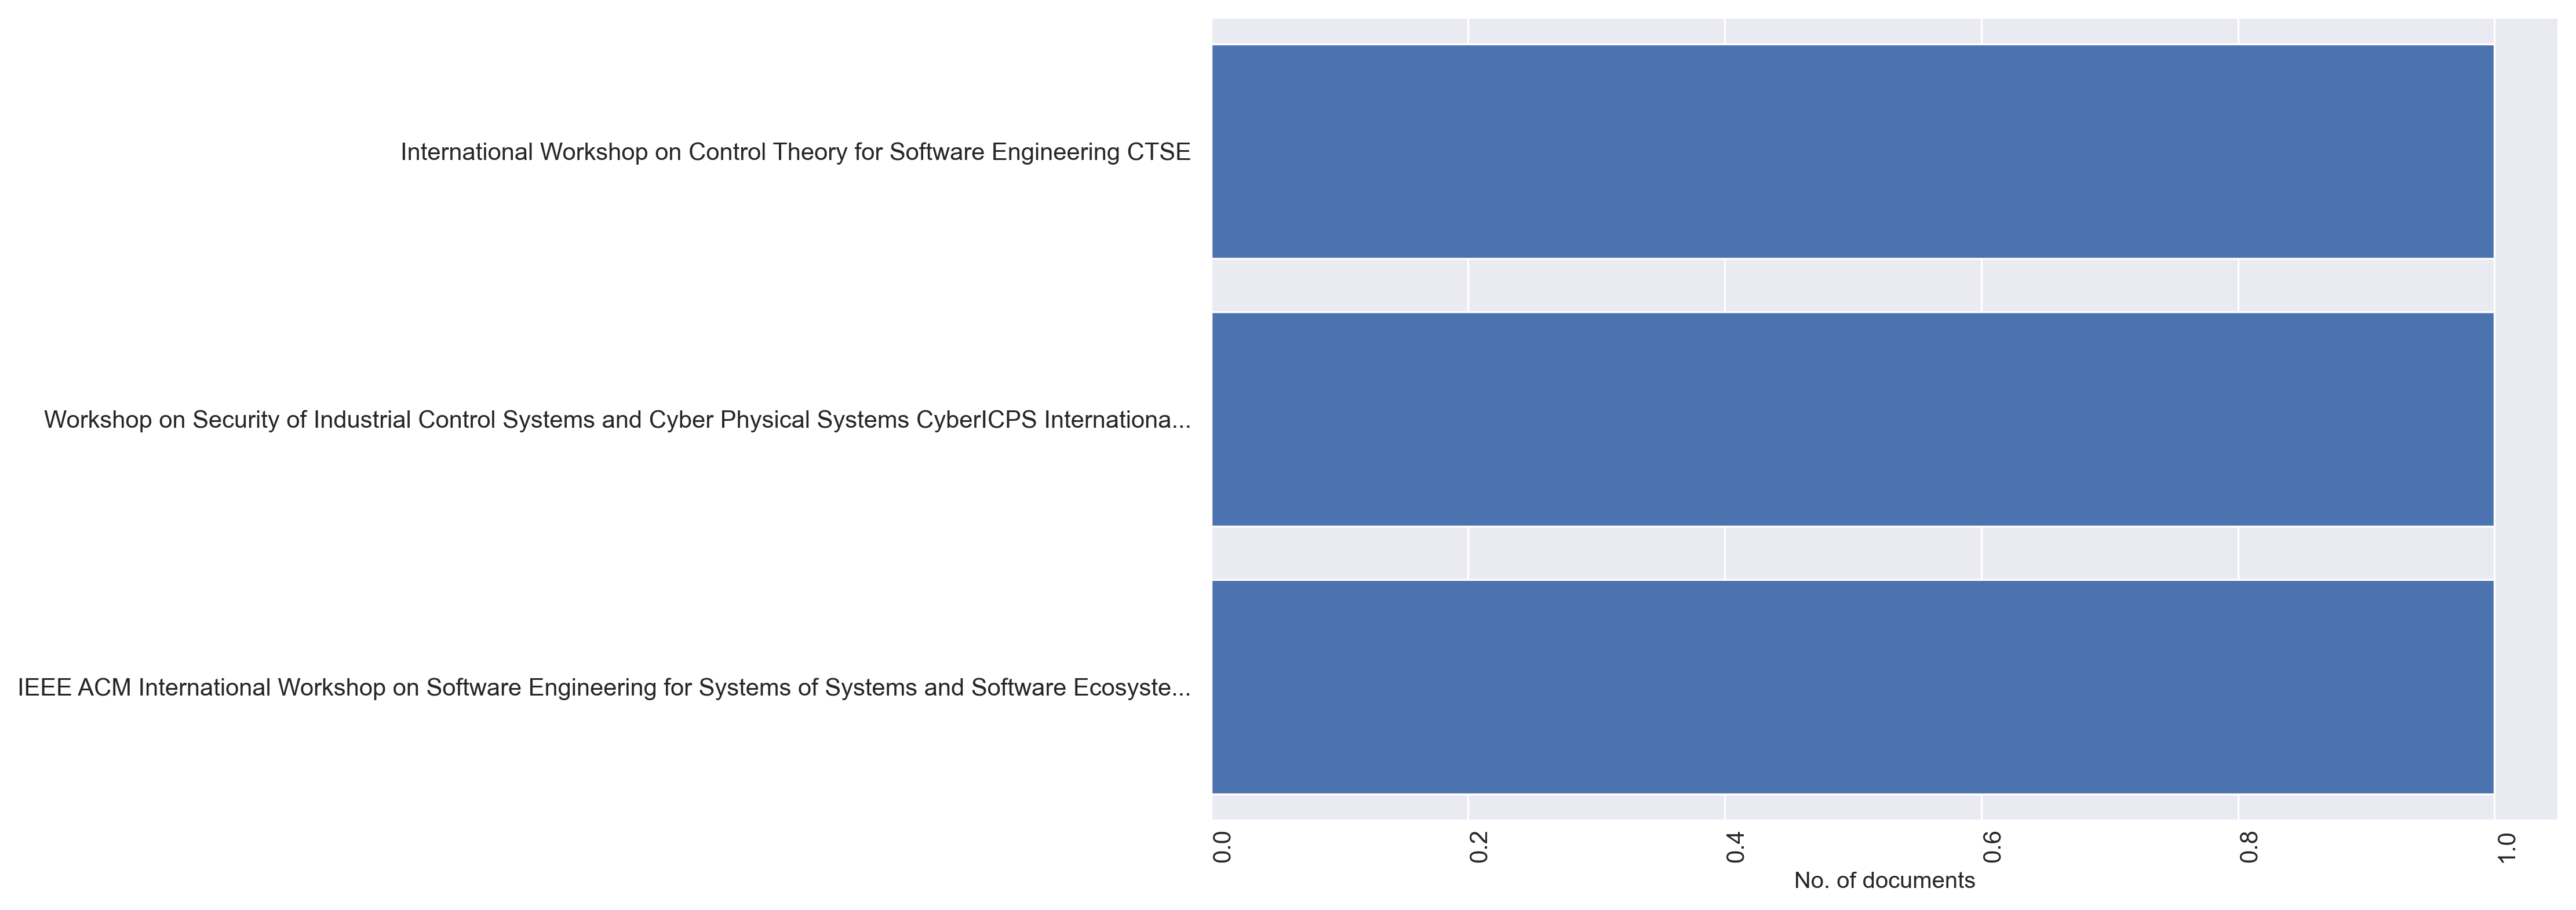 International Workshop on Control Theory for Software Engineering CTSE
Workshop on Security of Industrial Control Systems and Cyber Physical Systems CyberICPS Internationa...
IEEE ACM International Workshop on Software Engineering for Systems of Systems and Software Ecosyste...
0.0
0.2
0.4
0.6
0.8
1.0
No. of documents